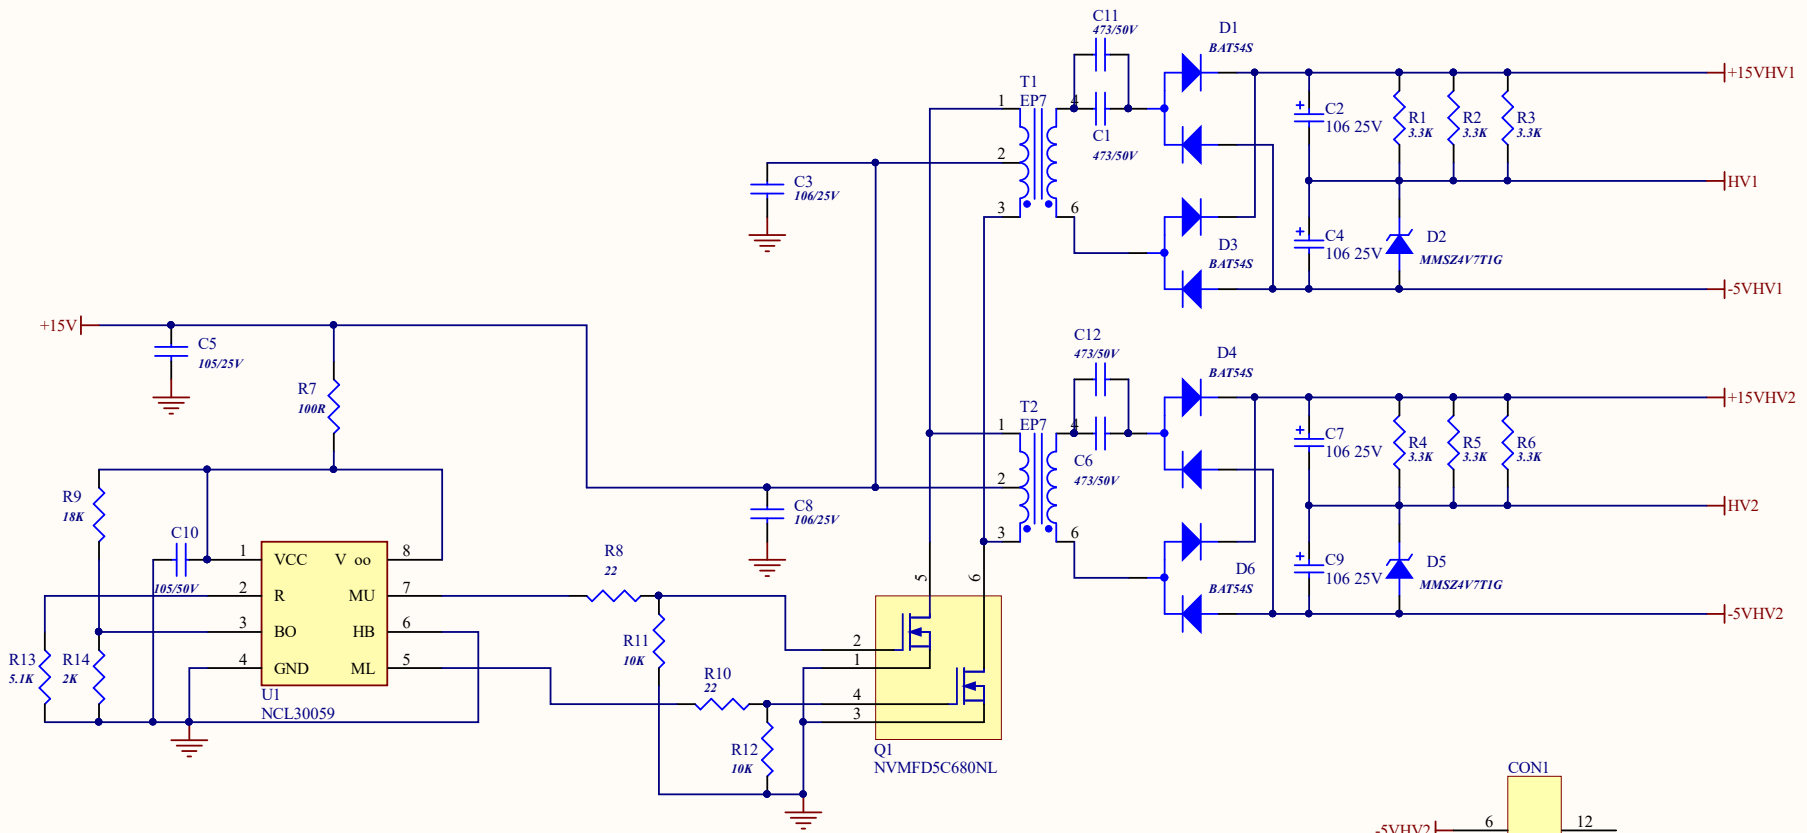 C11
473/50V
D1
BAT54S
T1
EP7
1
4
C1
473/50V
2
3
6
C3
106/25V
D3
BAT54S
C2
106 25V
R1
3.3K
R2
3.3K
R3
3.3K
C4
106 25V
D2
MMSZ4V7T1G
+15VHV1
HV1
-5VHV1
+15V
C5
105/25V
R7
100R
C12
473/50V
D4
BAT54S
T2
EP7
1
4
C6
473/50V
2
3
6
C8
106/25V
D6
BAT54S
C7
106 25V
R4
3.3K
R5
3.3K
R6
3.3K
C9
106 25V
D5
MMSZ4V7T1G
+15VHV2
HV2
-5VHV2
R9
18K
C10
105/50V
1 VCC V oo 8
2 R MU 7
3 BO HB 6
4 GND ML 5
U1
NCL30059
R13
5.1K
R14
2K
R8
22
R11
10K
R10
22
R12
10K
5
6
2
1
4
3
Q1
NVMFD5C680NL
CON1
-5VHV2
6
12